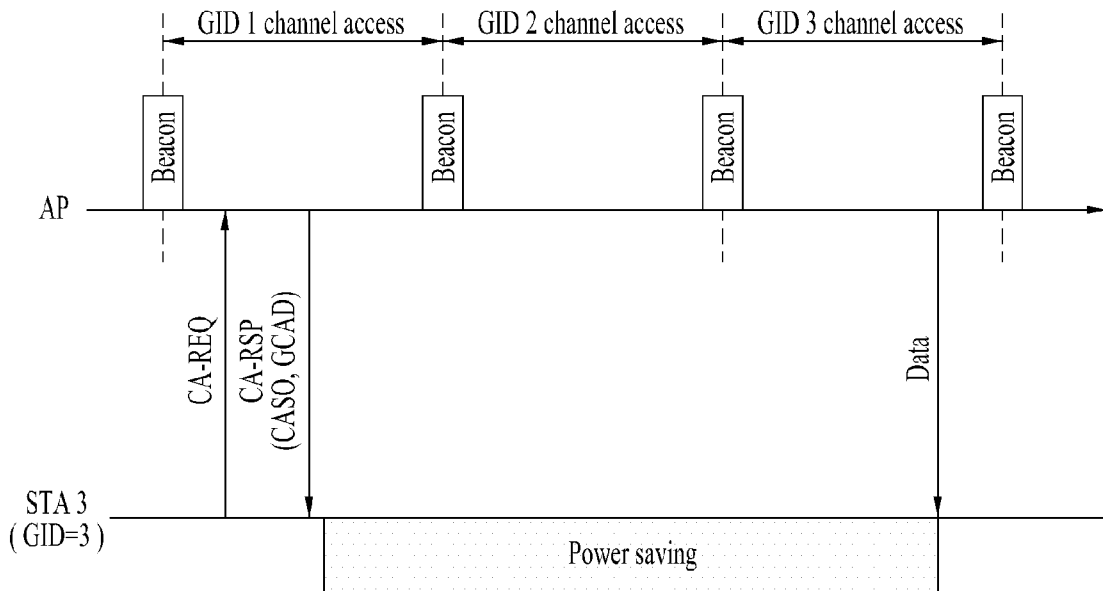 GID 1 channel access
GID 2 channel access
GID 3 channel access
Beacon
Beacon
Beacon
Beacon
AP
CA-REQ
CA-RSP
(CASO, GCAD)
Data
STA 3
( GID=3 )
Power saving